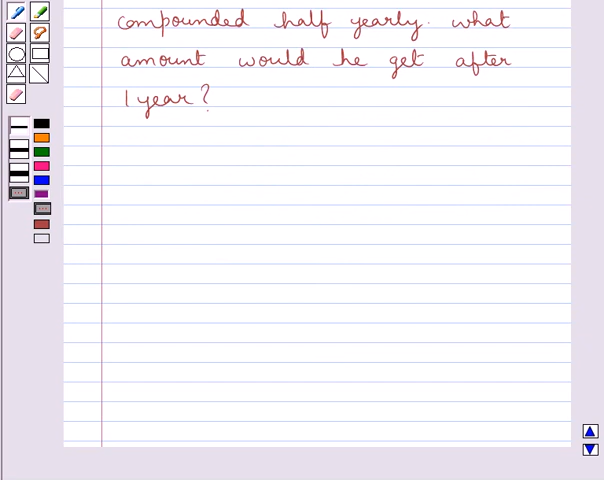 compounded half yearly. what
amount would he get after
1 year?